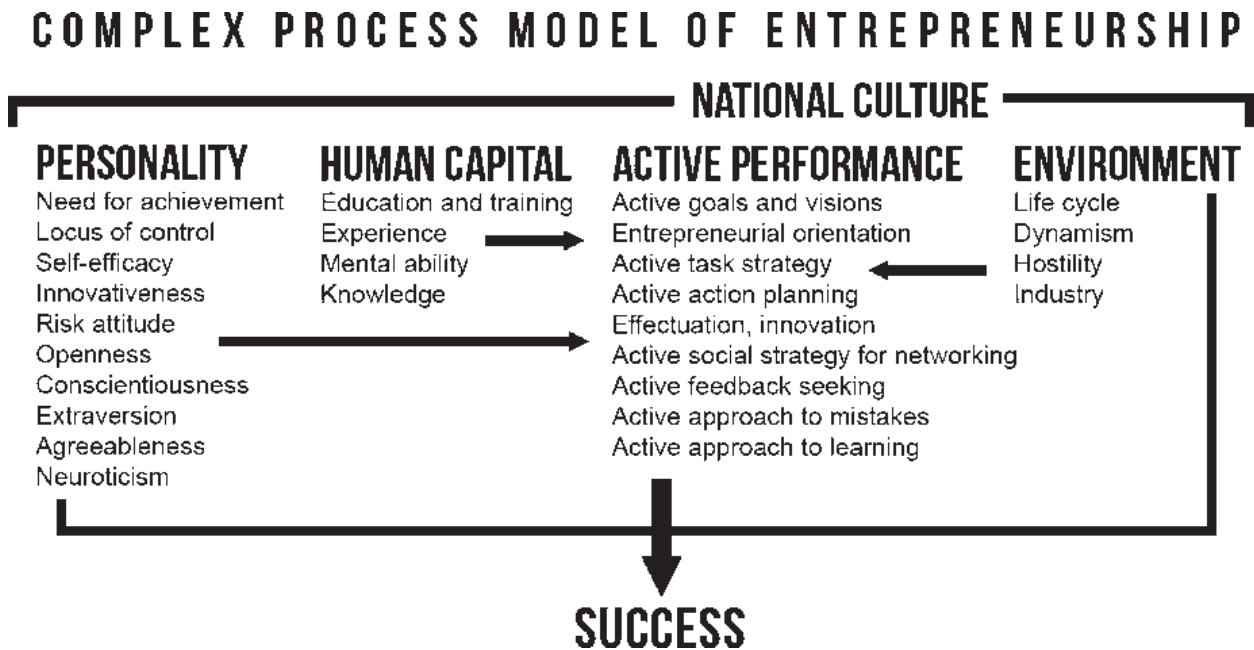 COMPLEX PROCESS MODEL OF ENTREPRENEURSHIP
NATIONAL CULTURE
PERSONALITY
Need for achievement
Locus of control
Self-efficacy
Innovativeness
Risk attitude
Openness
Conscientiousness
Extraversion
Agreeableness
Neuroticism
HUMAN CAPITAL
Education and training
Experience
Mental ability
Knowledge
ACTIVE PERFORMANCE
Active goals and visions
Entrepreneurial orientation
Active task strategy
Active action planning
Effectuation, innovation
Active social strategy for networking
Active feedback seeking
Active approach to mistakes
Active approach to learning
ENVIRONMENT
Life cycle
Dynamism
Hostility
Industry
SUCCESS